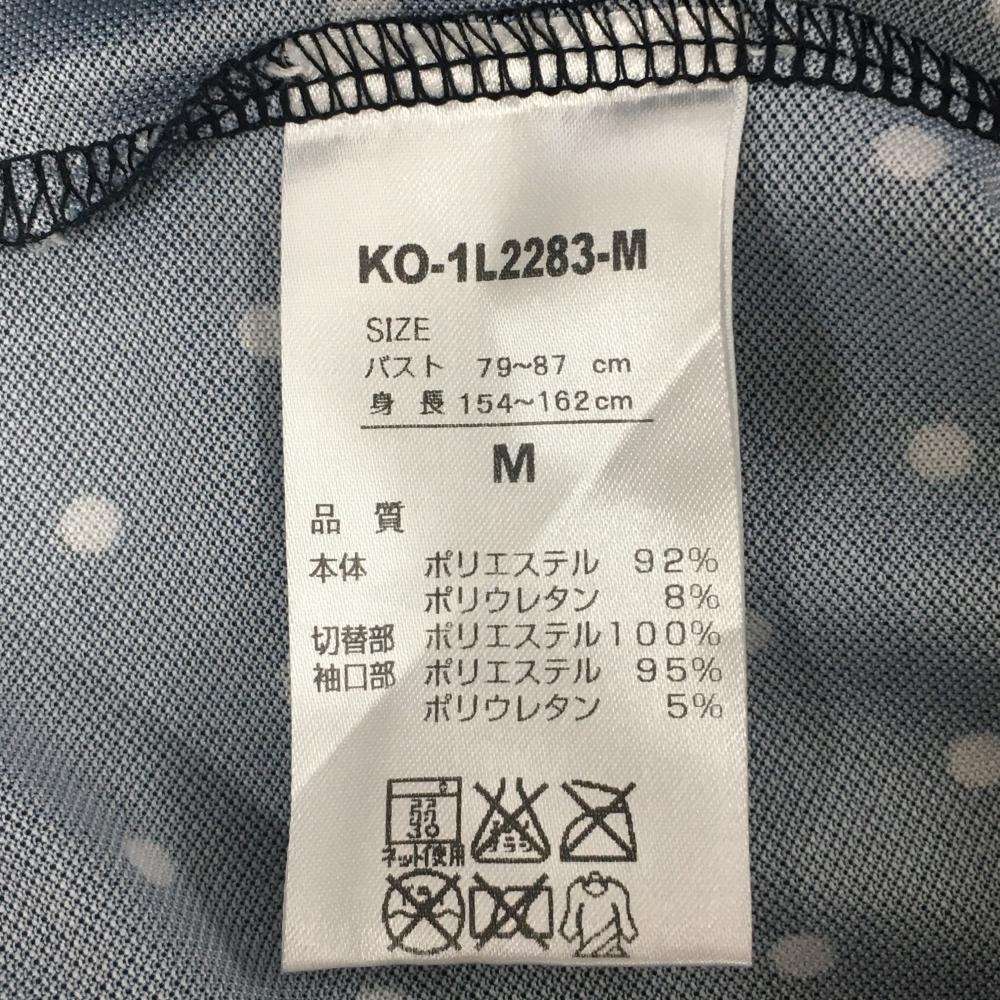 KO-1L2283-M
SIZE
バスト 79~87 cm
身 長 154~162cm
M
品 質
本体 ポリエステル 92%
ポリウレタン 8%
切替部 ポリエステル100%
袖口部 ポリエステル 95%
ポリウレタン 5%
弱
30
ネット使用